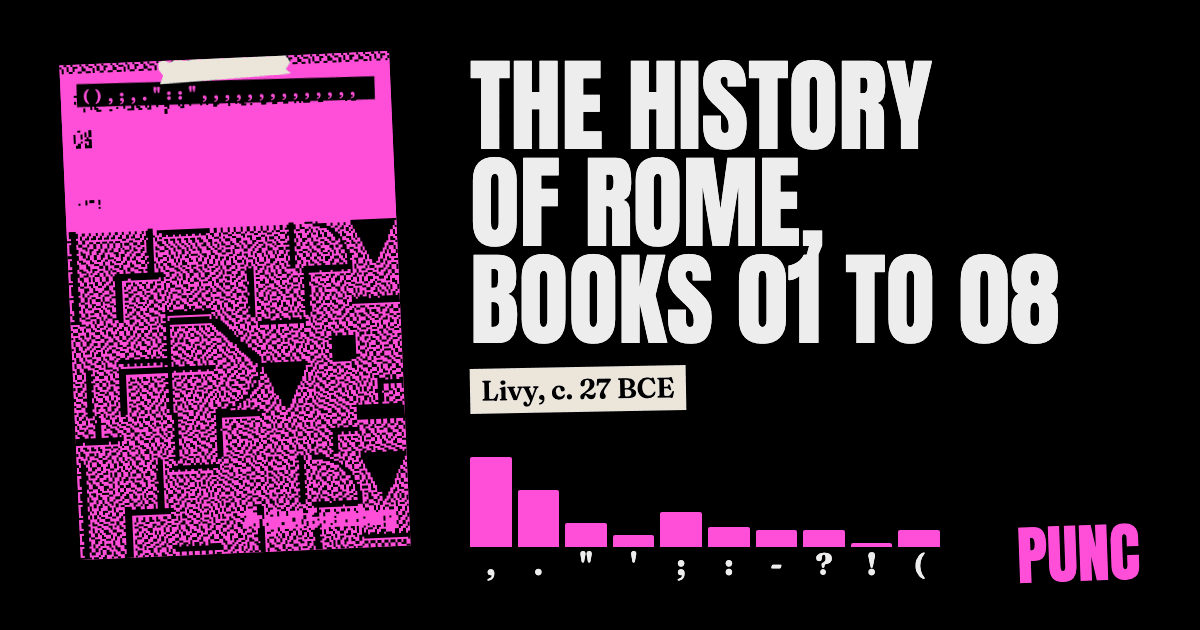 (),;,.":;",,,,,,,,,,,,,,
THE HISTORY
OF ROME,
BOOKS 01 TO 08
Livy, c. 27 BCE
, . " ' ; : - ? ! (
PUNC